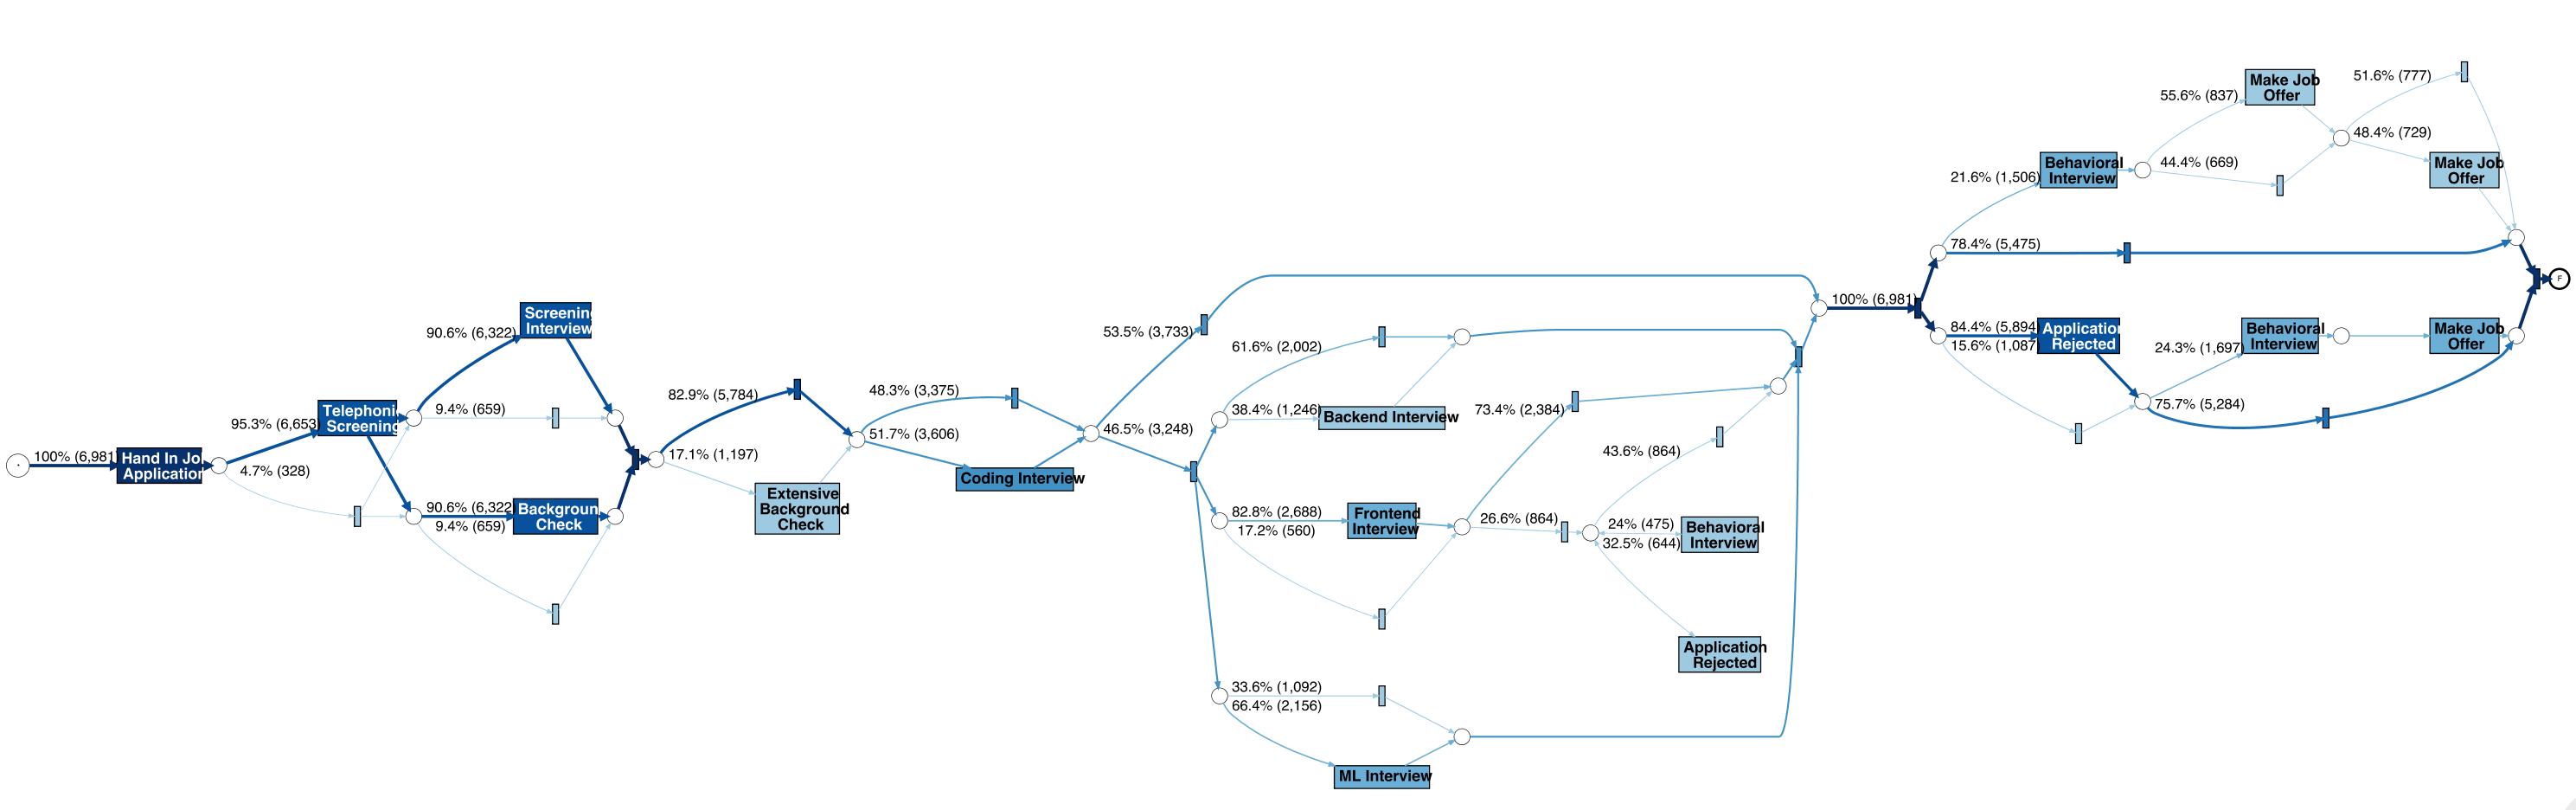 100% (6,981)
Hand In Jo
Application
95.3% (6,653)
4.7% (328)
Telephoni
Screening
90.6% (6,322)
9.4% (659)
Screening
Interview
90.6% (6,322)
9.4% (659)
Backgroun
Check
82.9% (5,784)
17.1% (1,197)
Extensive
Background
Check
48.3% (3,375)
51.7% (3,606)
Coding Interview
53.5% (3,733)
46.5% (3,248)
61.6% (2,002)
38.4% (1,246)
Backend Interview
82.8% (2,688)
17.2% (560)
Frontend
Interview
73.4% (2,384)
26.6% (864)
43.6% (864)
24% (475)
32.5% (644)
Behavioral
Interview
Application
Rejected
33.6% (1,092)
66.4% (2,156)
ML Interview
100% (6,981)
21.6% (1,506)
78.4% (5,475)
Behavioral
Interview
55.6% (837)
44.4% (669)
Make Job
Offer
51.6% (777)
48.4% (729)
Make Job
Offer
84.4% (5,894)
15.6% (1,087)
Application
Rejected
24.3% (1,697)
75.7% (5,284)
Behavioral
Interview
Make Job
Offer
F